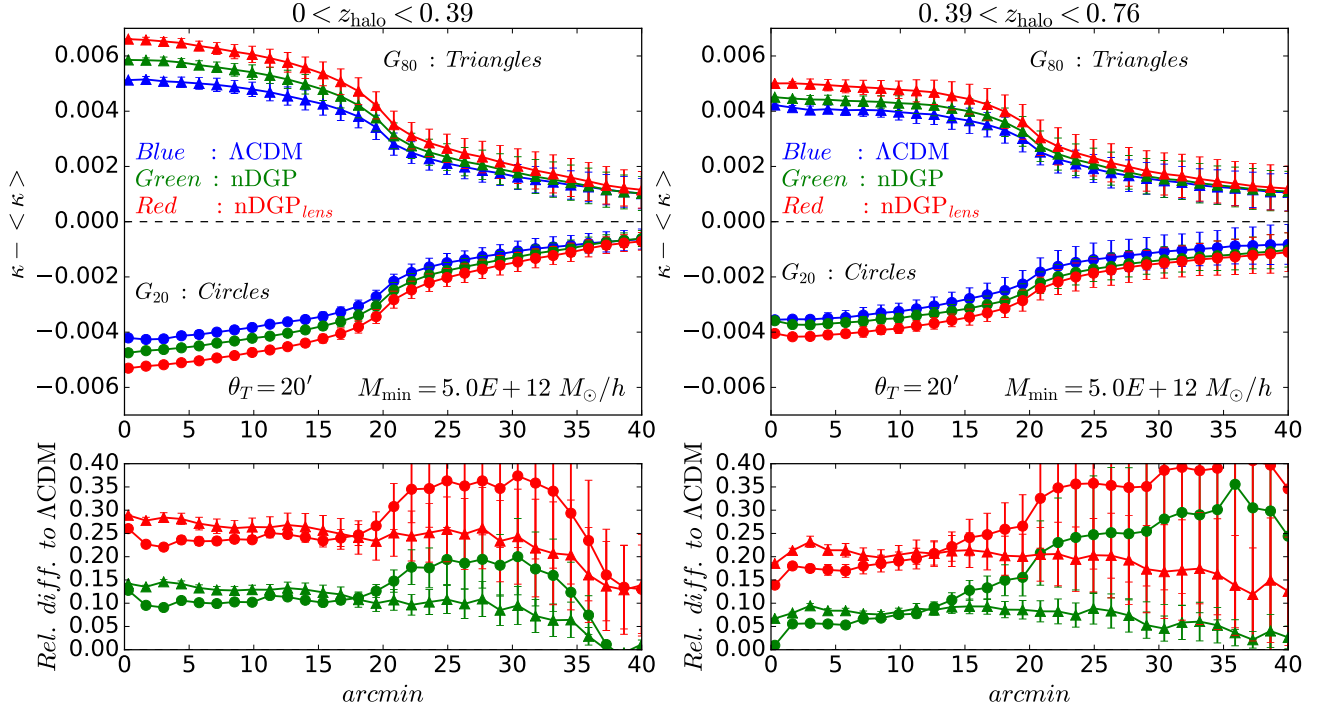 0 < z_halo < 0.39
0.006
0.004
0.002
0.000
−0.002
−0.004
−0.006
κ − < κ >
G_80 : Triangles
Blue : ΛCDM
Green : nDGP
Red : nDGP_lens
G_20 : Circles
θ_T = 20′ M_min = 5.0E + 12 M_⊙/h
0 5 10 15 20 25 30 35 40
0.39 < z_halo < 0.76
0.006
0.004
0.002
0.000
−0.002
−0.004
−0.006
κ − < κ >
G_80 : Triangles
Blue : ΛCDM
Green : nDGP
Red : nDGP_lens
G_20 : Circles
θ_T = 20′ M_min = 5.0E + 12 M_⊙/h
0 5 10 15 20 25 30 35 40
Rel. diff. to ΛCDM
0.40
0.35
0.30
0.25
0.20
0.15
0.10
0.05
0.00
0 5 10 15 20 25 30 35 40
arcmin
Rel. diff. to ΛCDM
0.40
0.35
0.30
0.25
0.20
0.15
0.10
0.05
0.00
0 5 10 15 20 25 30 35 40
arcmin